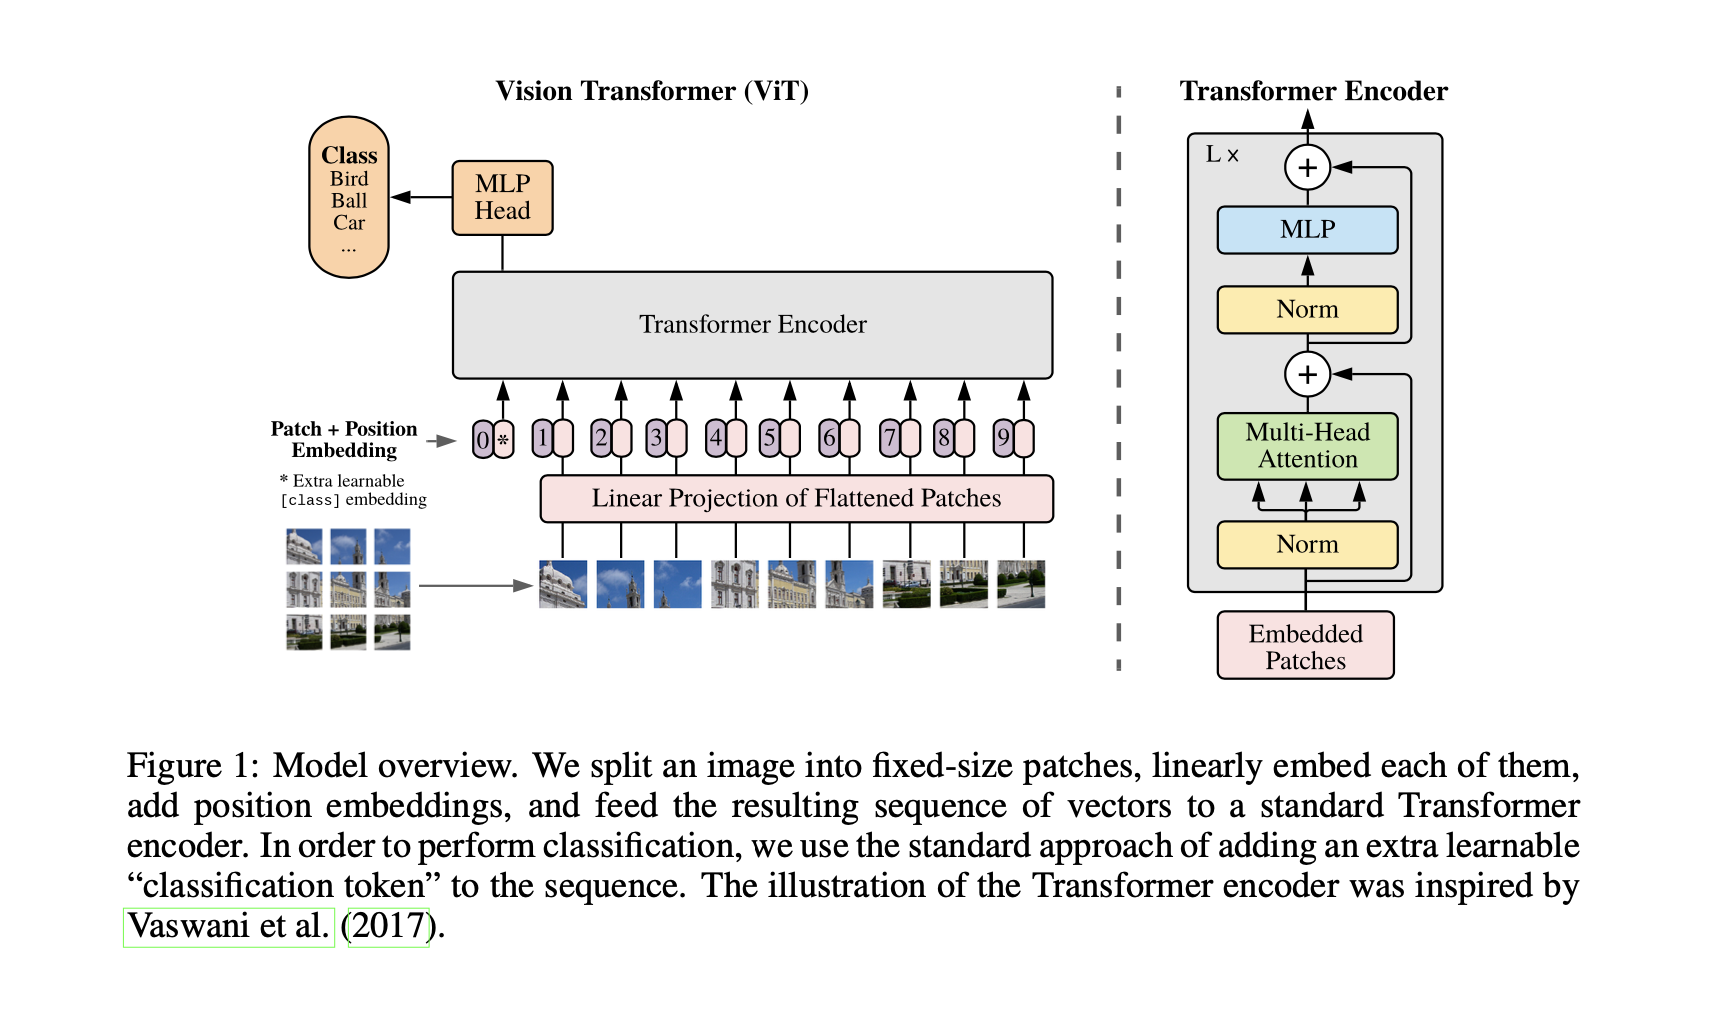 Vision Transformer (ViT)
Class
Bird
Ball
Car
...
MLP
Head
Transformer Encoder
Patch + Position
Embedding
* Extra learnable
[class] embedding
0 * 1 2 3 4 5 6 7 8 9
Linear Projection of Flattened Patches
Transformer Encoder
L ×
+
MLP
Norm
+
Multi-Head
Attention
Norm
Embedded
Patches
Figure 1: Model overview. We split an image into fixed-size patches, linearly embed each of them,
add position embeddings, and feed the resulting sequence of vectors to a standard Transformer
encoder. In order to perform classification, we use the standard approach of adding an extra learnable
“classification token” to the sequence. The illustration of the Transformer encoder was inspired by
Vaswani et al. (2017).